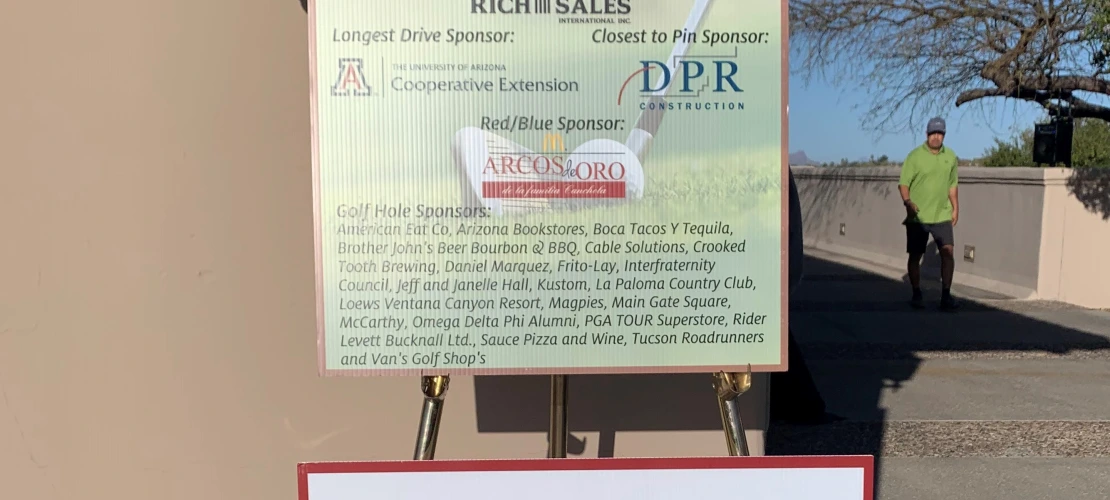 RICH SALES
INTERNATIONAL INC.
Longest Drive Sponsor: Closest to Pin Sponsor:
A THE UNIVERSITY OF ARIZONA
Cooperative Extension
DPR
CONSTRUCTION
Red/Blue Sponsor:
ARCOS de ORO
de la familia Canchola
Golf Hole Sponsors:
American Eat Co, Arizona Bookstores, Boca Tacos Y Tequila,
Brother John's Beer Bourbon & BBQ, Cable Solutions, Crooked
Tooth Brewing, Daniel Marquez, Frito-Lay, Interfraternity
Council, Jeff and Janelle Hall, Kustom, La Paloma Country Club,
Loews Ventana Canyon Resort, Magpies, Main Gate Square,
McCarthy, Omega Delta Phi Alumni, PGA TOUR Superstore, Rider
Levett Bucknall Ltd., Sauce Pizza and Wine, Tucson Roadrunners
and Van's Golf Shop's